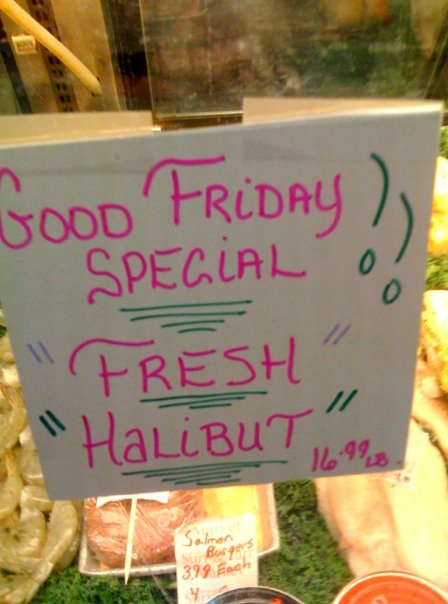 GOOD FRIDAY!!
SPECIAL
"FRESH"
"HALIBUT"
16.99 LB.
Salmon
Burgers
3.99 Each